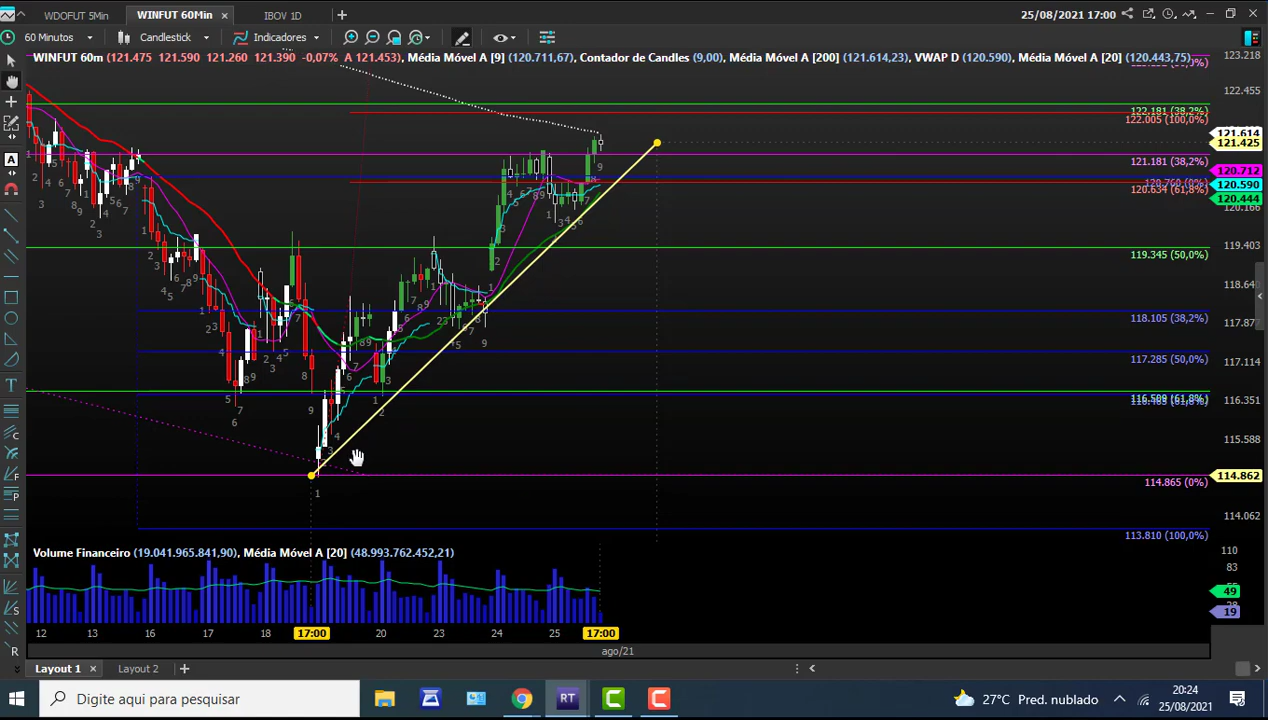 WDOFUT 5Min
WINFUT 60Min
IBOV 1D
25/08/2021 17:00
60 Minutos
Candlestick
Indicadores
WINFUT 60m (121.475 121.590 121.260 121.390 -0,07% A 121.453), Média Móvel A [9] (120.711,67), Contador de Candles (9,00), Média Móvel A [200] (121.614,23), VWAP D (120.590), Média Móvel A [20] (120.443,75)
123.218
122.455
122.181 (38,2%)
122.005 (100,0%)
121.614
121.425
121.181 (38,2%)
120.712
120.590
120.634 (61,8%)
120.444
120.166
119.345 (50,0%)
119.403
118.640
118.105 (38,2%)
117.877
117.285 (50,0%)
117.114
116.509 (61,8%)
116.351
115.588
114.865 (0%)
114.862
114.062
113.810 (100,0%)
Volume Financeiro (19.041.965.841,90), Média Móvel A [20] (48.993.762.452,21)
110
83
49
19
12 13 16 17 18 17:00 20 23 24 25 17:00
ago/21
Layout 1
Layout 2
Digite aqui para pesquisar
RT
27°C Pred. nublado
20:24
25/08/2021